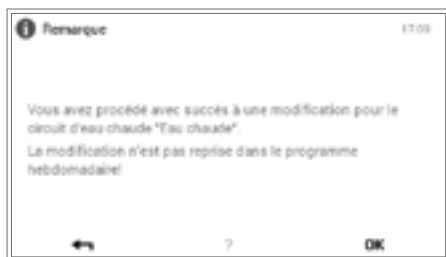 Remarque 17:03
Vous avez procédé avec succès à une modification pour le
circuit d'eau chaude "Eau chaude".
La modification n'est pas reprise dans le programme
hebdomadaire!
? OK